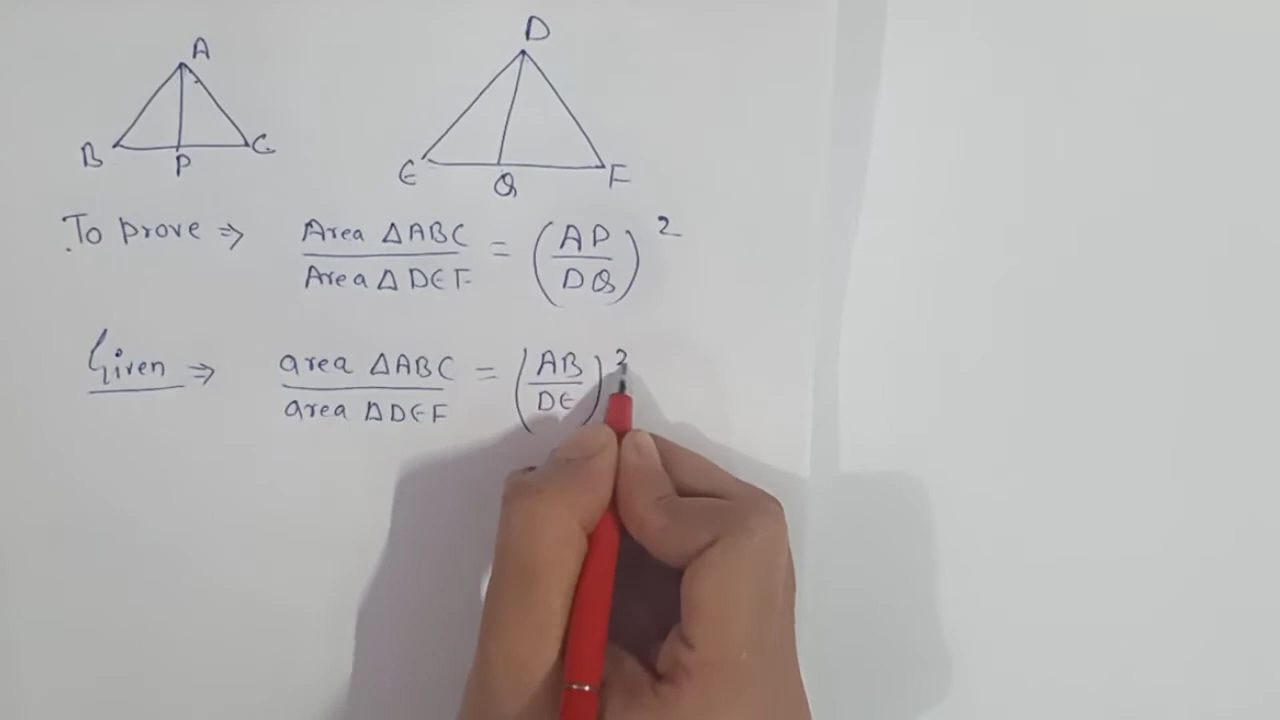 A
D
B
P
C
E
Q
F
To prove ⇒ Area ΔABC / Area ΔDEF = (AP / DQ)²
Given ⇒ area ΔABC / area ΔDEF = (AB / DE)²